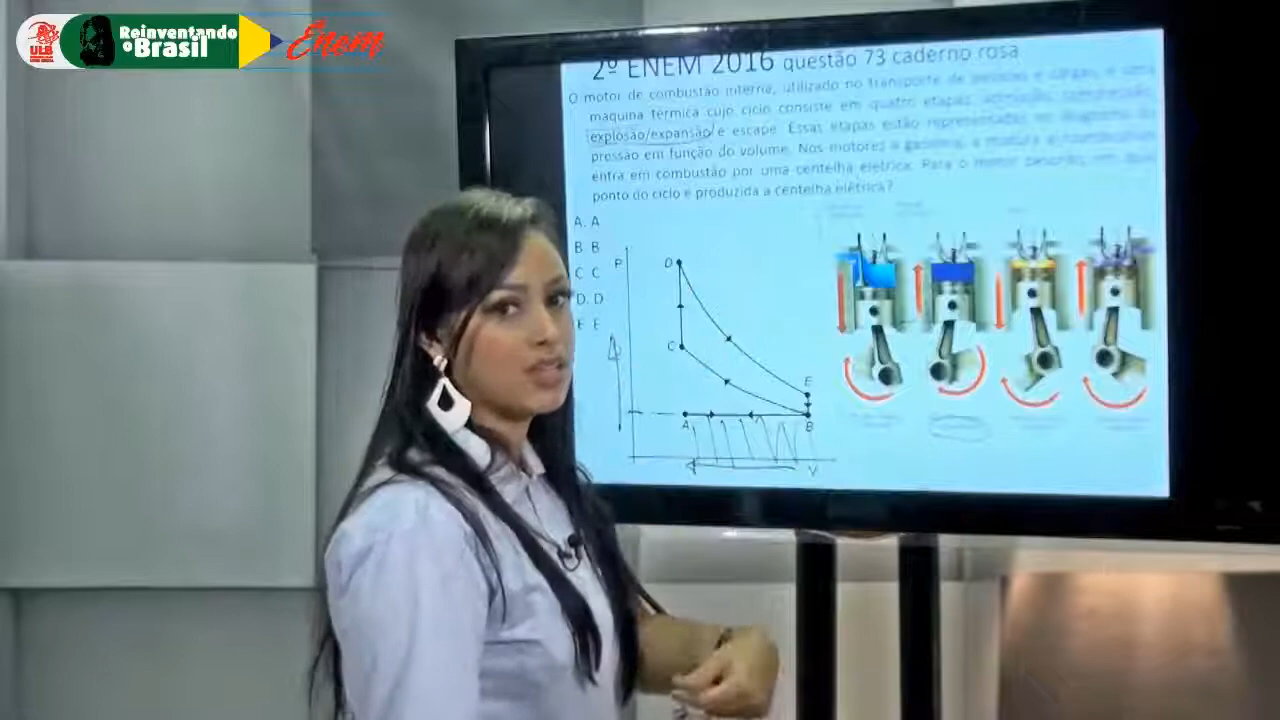 ULB
Reinventando
o Brasil
Enem
2º ENEM 2016 questão 73 caderno rosa
O motor de combustão interna, utilizado no transporte de pessoas e cargas, é uma
máquina térmica cujo ciclo consiste em quatro etapas: admissão, compressão,
explosão/expansão e escape. Essas etapas estão representadas no diagrama da
pressão em função do volume. Nos motores a gasolina, a mistura
entra em combustão por uma centelha elétrica. Para o motor descrito, em qual
ponto do ciclo é produzida a centelha elétrica?
A. A
B B
C C
D. D
E E
P
D
C
E
A
B
V